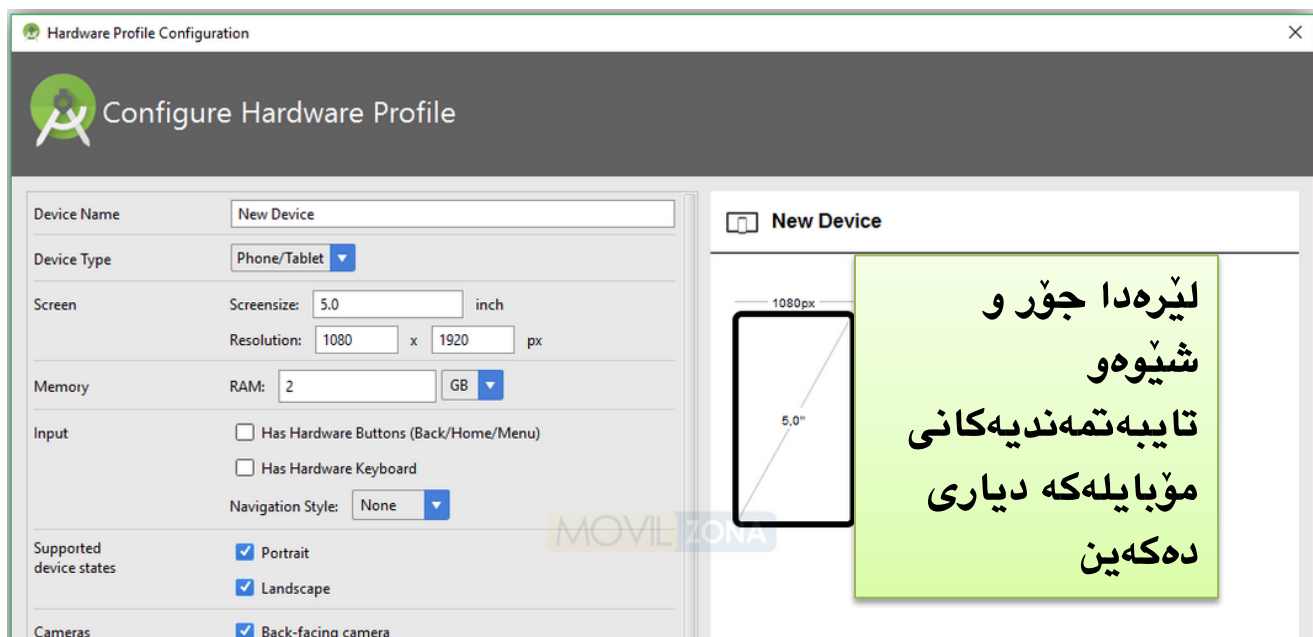 Hardware Profile Configuration
Configure Hardware Profile
Device Name New Device
Device Type Phone/Tablet
Screen Screensize: 5.0 inch
Resolution: 1080 x 1920 px
Memory RAM: 2 GB
Input Has Hardware Buttons (Back/Home/Menu)
Has Hardware Keyboard
Navigation Style: None
Supported
device states
Portrait
Landscape
Cameras Back-facing camera
New Device
1080px
5,0"
لێرەدا جۆر و
شێوەو
تایبەتمەندیەکانی
مۆبایلەکە دیاری
دەکەین
MOVILZONA